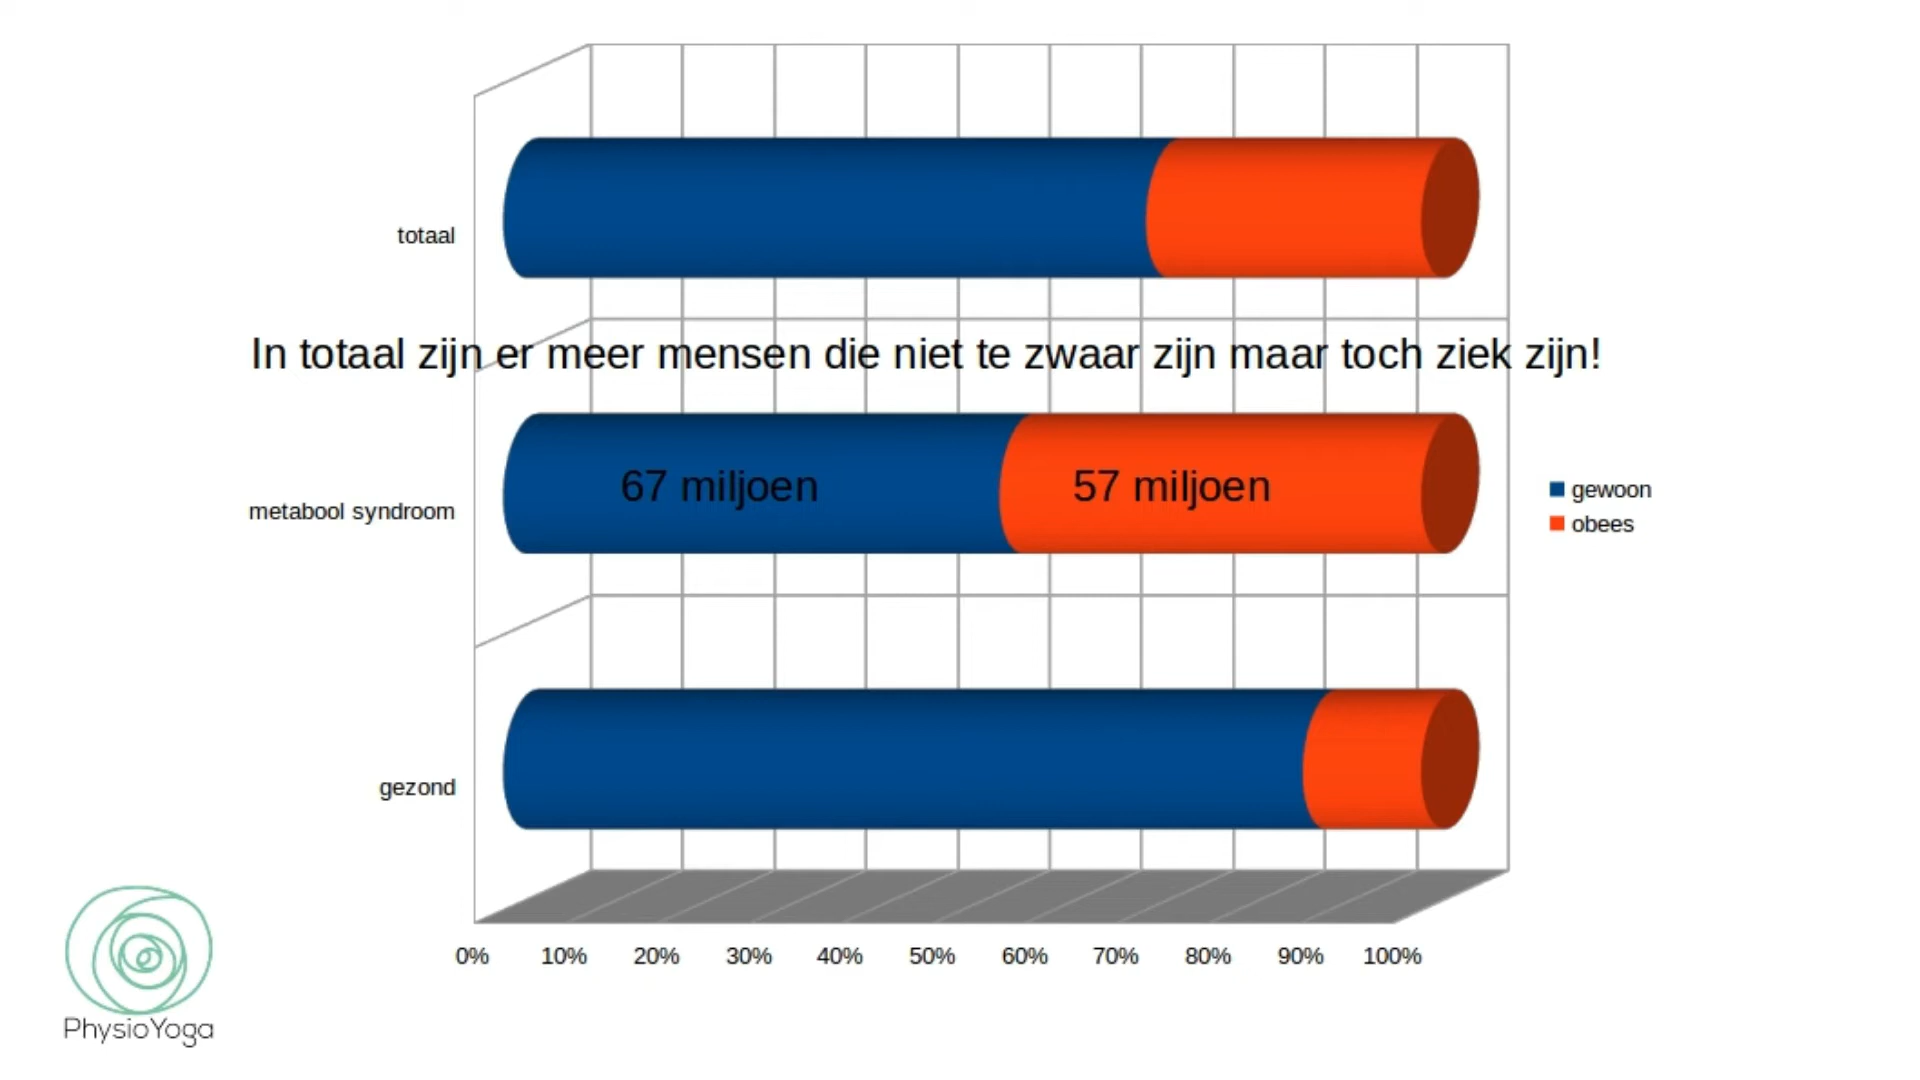 totaal
In totaal zijn er meer mensen die niet te zwaar zijn maar toch ziek zijn!
metabool syndroom
67 miljoen
57 miljoen
gewoon
obees
gezond
0% 10% 20% 30% 40% 50% 60% 70% 80% 90% 100%
PhysioYoga